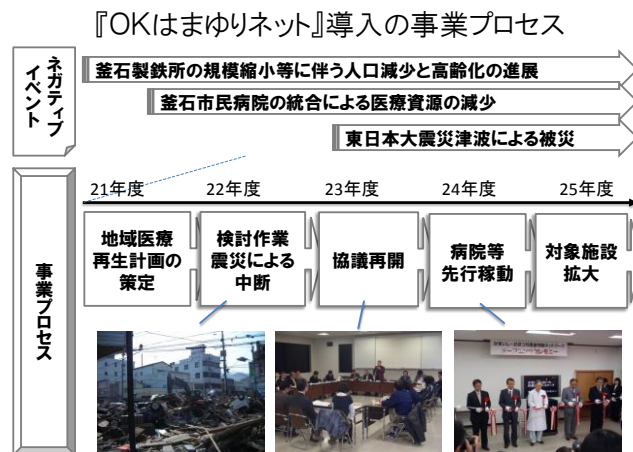 『OKはまゆりネット』導入の事業プロセス
ネガティブ
イベント
釜石製鉄所の規模縮小等に伴う人口減少と高齢化の進展
釜石市民病院の統合による医療資源の減少
東日本大震災津波による被災
事業プロセス
21年度
22年度
23年度
24年度
25年度
地域医療
再生計画の
策定
検討作業
震災による
中断
協議再開
病院等
先行稼動
対象施設
拡大